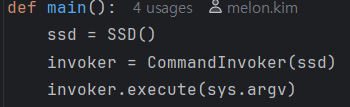 def main(): 4 usages melon.kim
    ssd = SSD()
    invoker = CommandInvoker(ssd)
    invoker.execute(sys.argv)